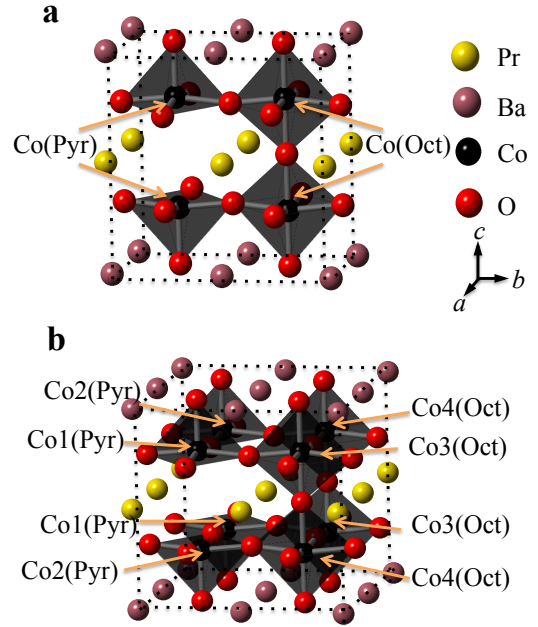 a
Pr
Ba
Co(Pyr)
Co(Oct)
Co
O
c
b
a
b
Co2(Pyr)
Co4(Oct)
Co1(Pyr)
Co3(Oct)
Co1(Pyr)
Co3(Oct)
Co2(Pyr)
Co4(Oct)